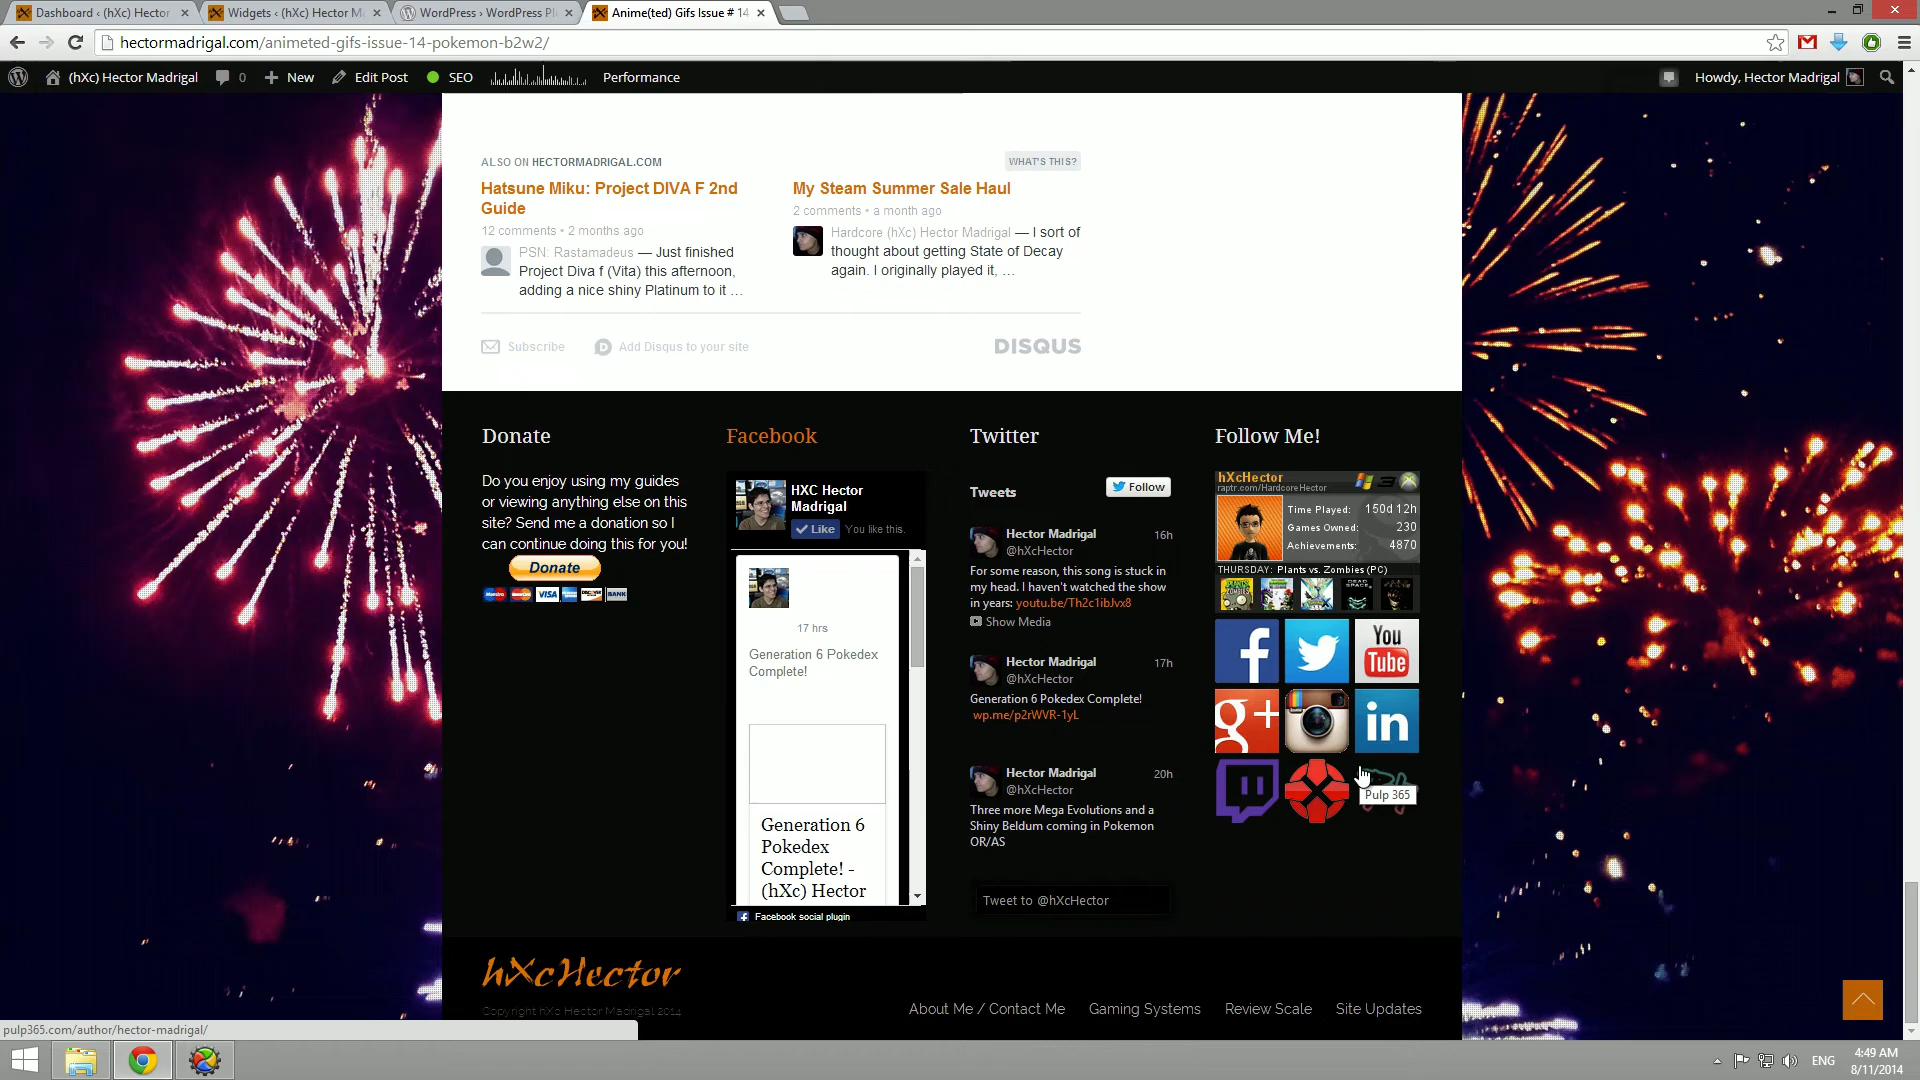 Dashboard ‹ (hXc) Hector
Widgets ‹ (hXc) Hector M
WordPress › WordPress Pl
Anime(ted) Gifs Issue # 14
hectormadrigal.com/animeted-gifs-issue-14-pokemon-b2w2/
(hXc) Hector Madrigal
0
New
Edit Post
SEO
Performance
Howdy, Hector Madrigal
ALSO ON HECTORMADRIGAL.COM
WHAT'S THIS?
Hatsune Miku: Project DIVA F 2nd
Guide
12 comments • 2 months ago
PSN: Rastamadeus — Just finished
Project Diva f (Vita) this afternoon,
adding a nice shiny Platinum to it …
My Steam Summer Sale Haul
2 comments • a month ago
Hardcore (hXc) Hector Madrigal — I sort of
thought about getting State of Decay
again. I originally played it, …
Subscribe
Add Disqus to your site
DISQUS
Donate
Do you enjoy using my guides
or viewing anything else on this
site? Send me a donation so I
can continue doing this for you!
Donate
VISA
BANK
Facebook
HXC Hector
Madrigal
Like
You like this.
17 hrs
Generation 6 Pokedex
Complete!
Generation 6
Pokedex
Complete! -
(hXc) Hector
Facebook social plugin
Twitter
Tweets
Follow
Hector Madrigal
16h
@hXcHector
For some reason, this song is stuck in
my head. I haven't watched the show
in years: youtu.be/Th2c1ibJvx8
Show Media
Hector Madrigal
17h
@hXcHector
Generation 6 Pokedex Complete!
wp.me/p2rWVR-1yL
Hector Madrigal
20h
@hXcHector
Three more Mega Evolutions and a
Shiny Beldum coming in Pokemon
OR/AS
Tweet to @hXcHector
Follow Me!
hXcHector
raptr.com/HardcoreHector
Time Played: 150d 12h
Games Owned: 230
Achievements: 4870
THURSDAY: Plants vs. Zombies (PC)
You
Tube
g+
in
Pulp 365
hXcHector
Copyright hXc Hector Madrigal 2014
About Me / Contact Me
Gaming Systems
Review Scale
Site Updates
pulp365.com/author/hector-madrigal/
ENG
4:49 AM
8/11/2014